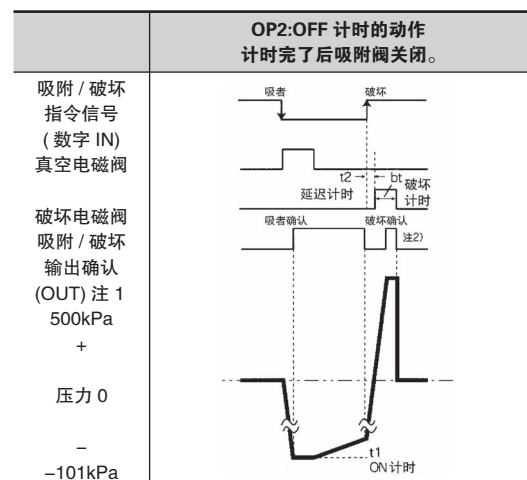 OP2:OFF 计时的动作
计时完了后吸附阀关闭。
吸附 / 破坏
指令信号
( 数字 IN)
真空电磁阀
破坏电磁阀
吸附 / 破坏
输出确认
(OUT) 注 1
500kPa
+
压力 0
–
–101kPa
吸者
破坏
t2
bt
破坏
计时
延迟计时
吸者确认
破坏确认
注2)
t1
ON计时